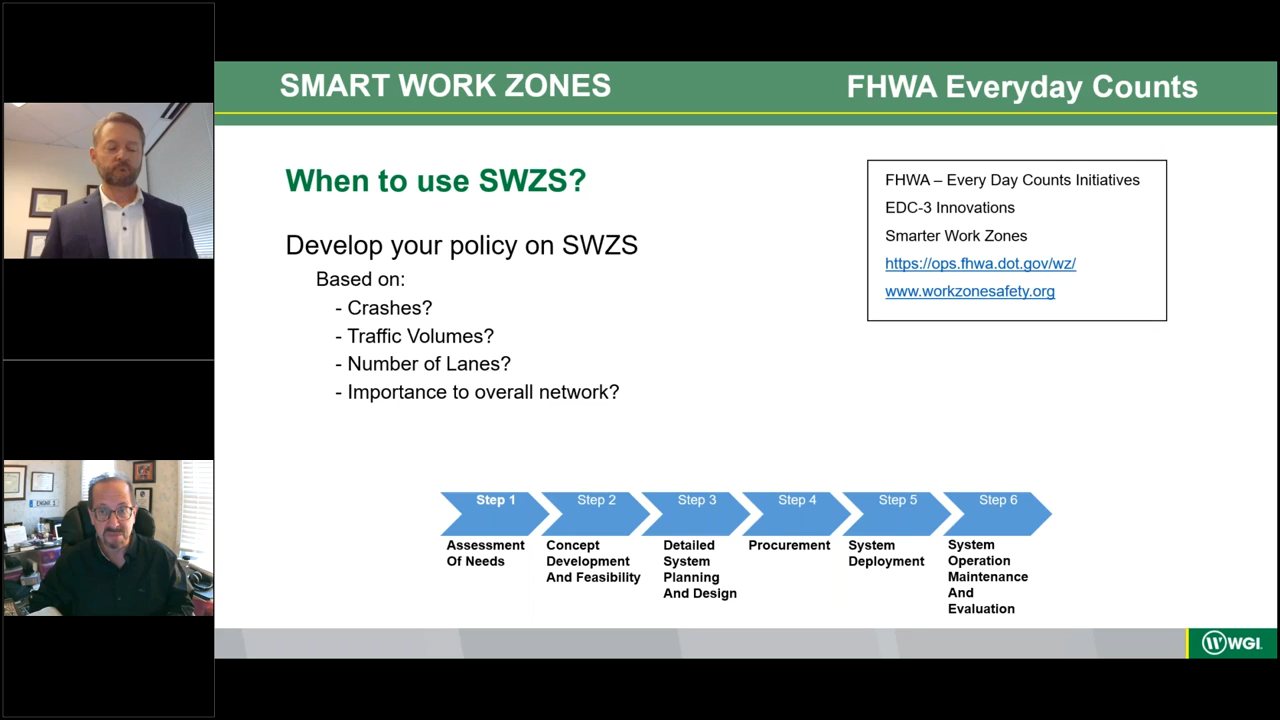 SMART WORK ZONES
FHWA Everyday Counts
When to use SWZS?
Develop your policy on SWZS
Based on:
- Crashes?
- Traffic Volumes?
- Number of Lanes?
- Importance to overall network?
FHWA – Every Day Counts Initiatives
EDC-3 Innovations
Smarter Work Zones
https://ops.fhwa.dot.gov/wz/
www.workzonesafety.org
Step 1
Assessment
Of Needs
Step 2
Concept
Development
And Feasibility
Step 3
Detailed
System
Planning
And Design
Step 4
Procurement
Step 5
System
Deployment
Step 6
System
Operation
Maintenance
And
Evaluation
WGI.